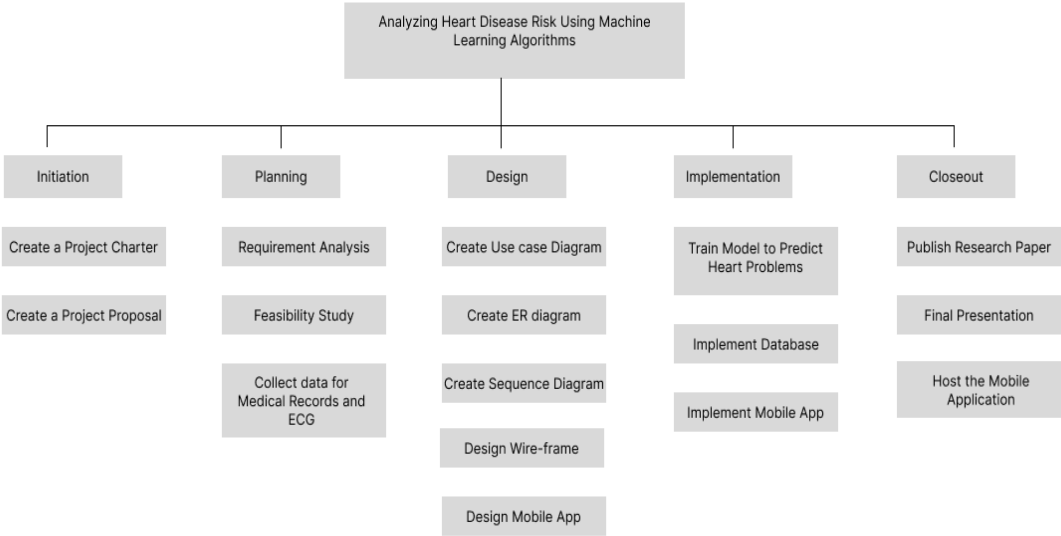 Analyzing Heart Disease Risk Using Machine
Learning Algorithms
Initiation
Planning
Design
Implementation
Closeout
Create a Project Charter
Create a Project Proposal
Requirement Analysis
Feasibility Study
Collect data for
Medical Records and
ECG
Create Use case Diagram
Create ER diagram
Create Sequence Diagram
Design Wire-frame
Design Mobile App
Train Model to Predict
Heart Problems
Implement Database
Implement Mobile App
Publish Research Paper
Final Presentation
Host the Mobile
Application